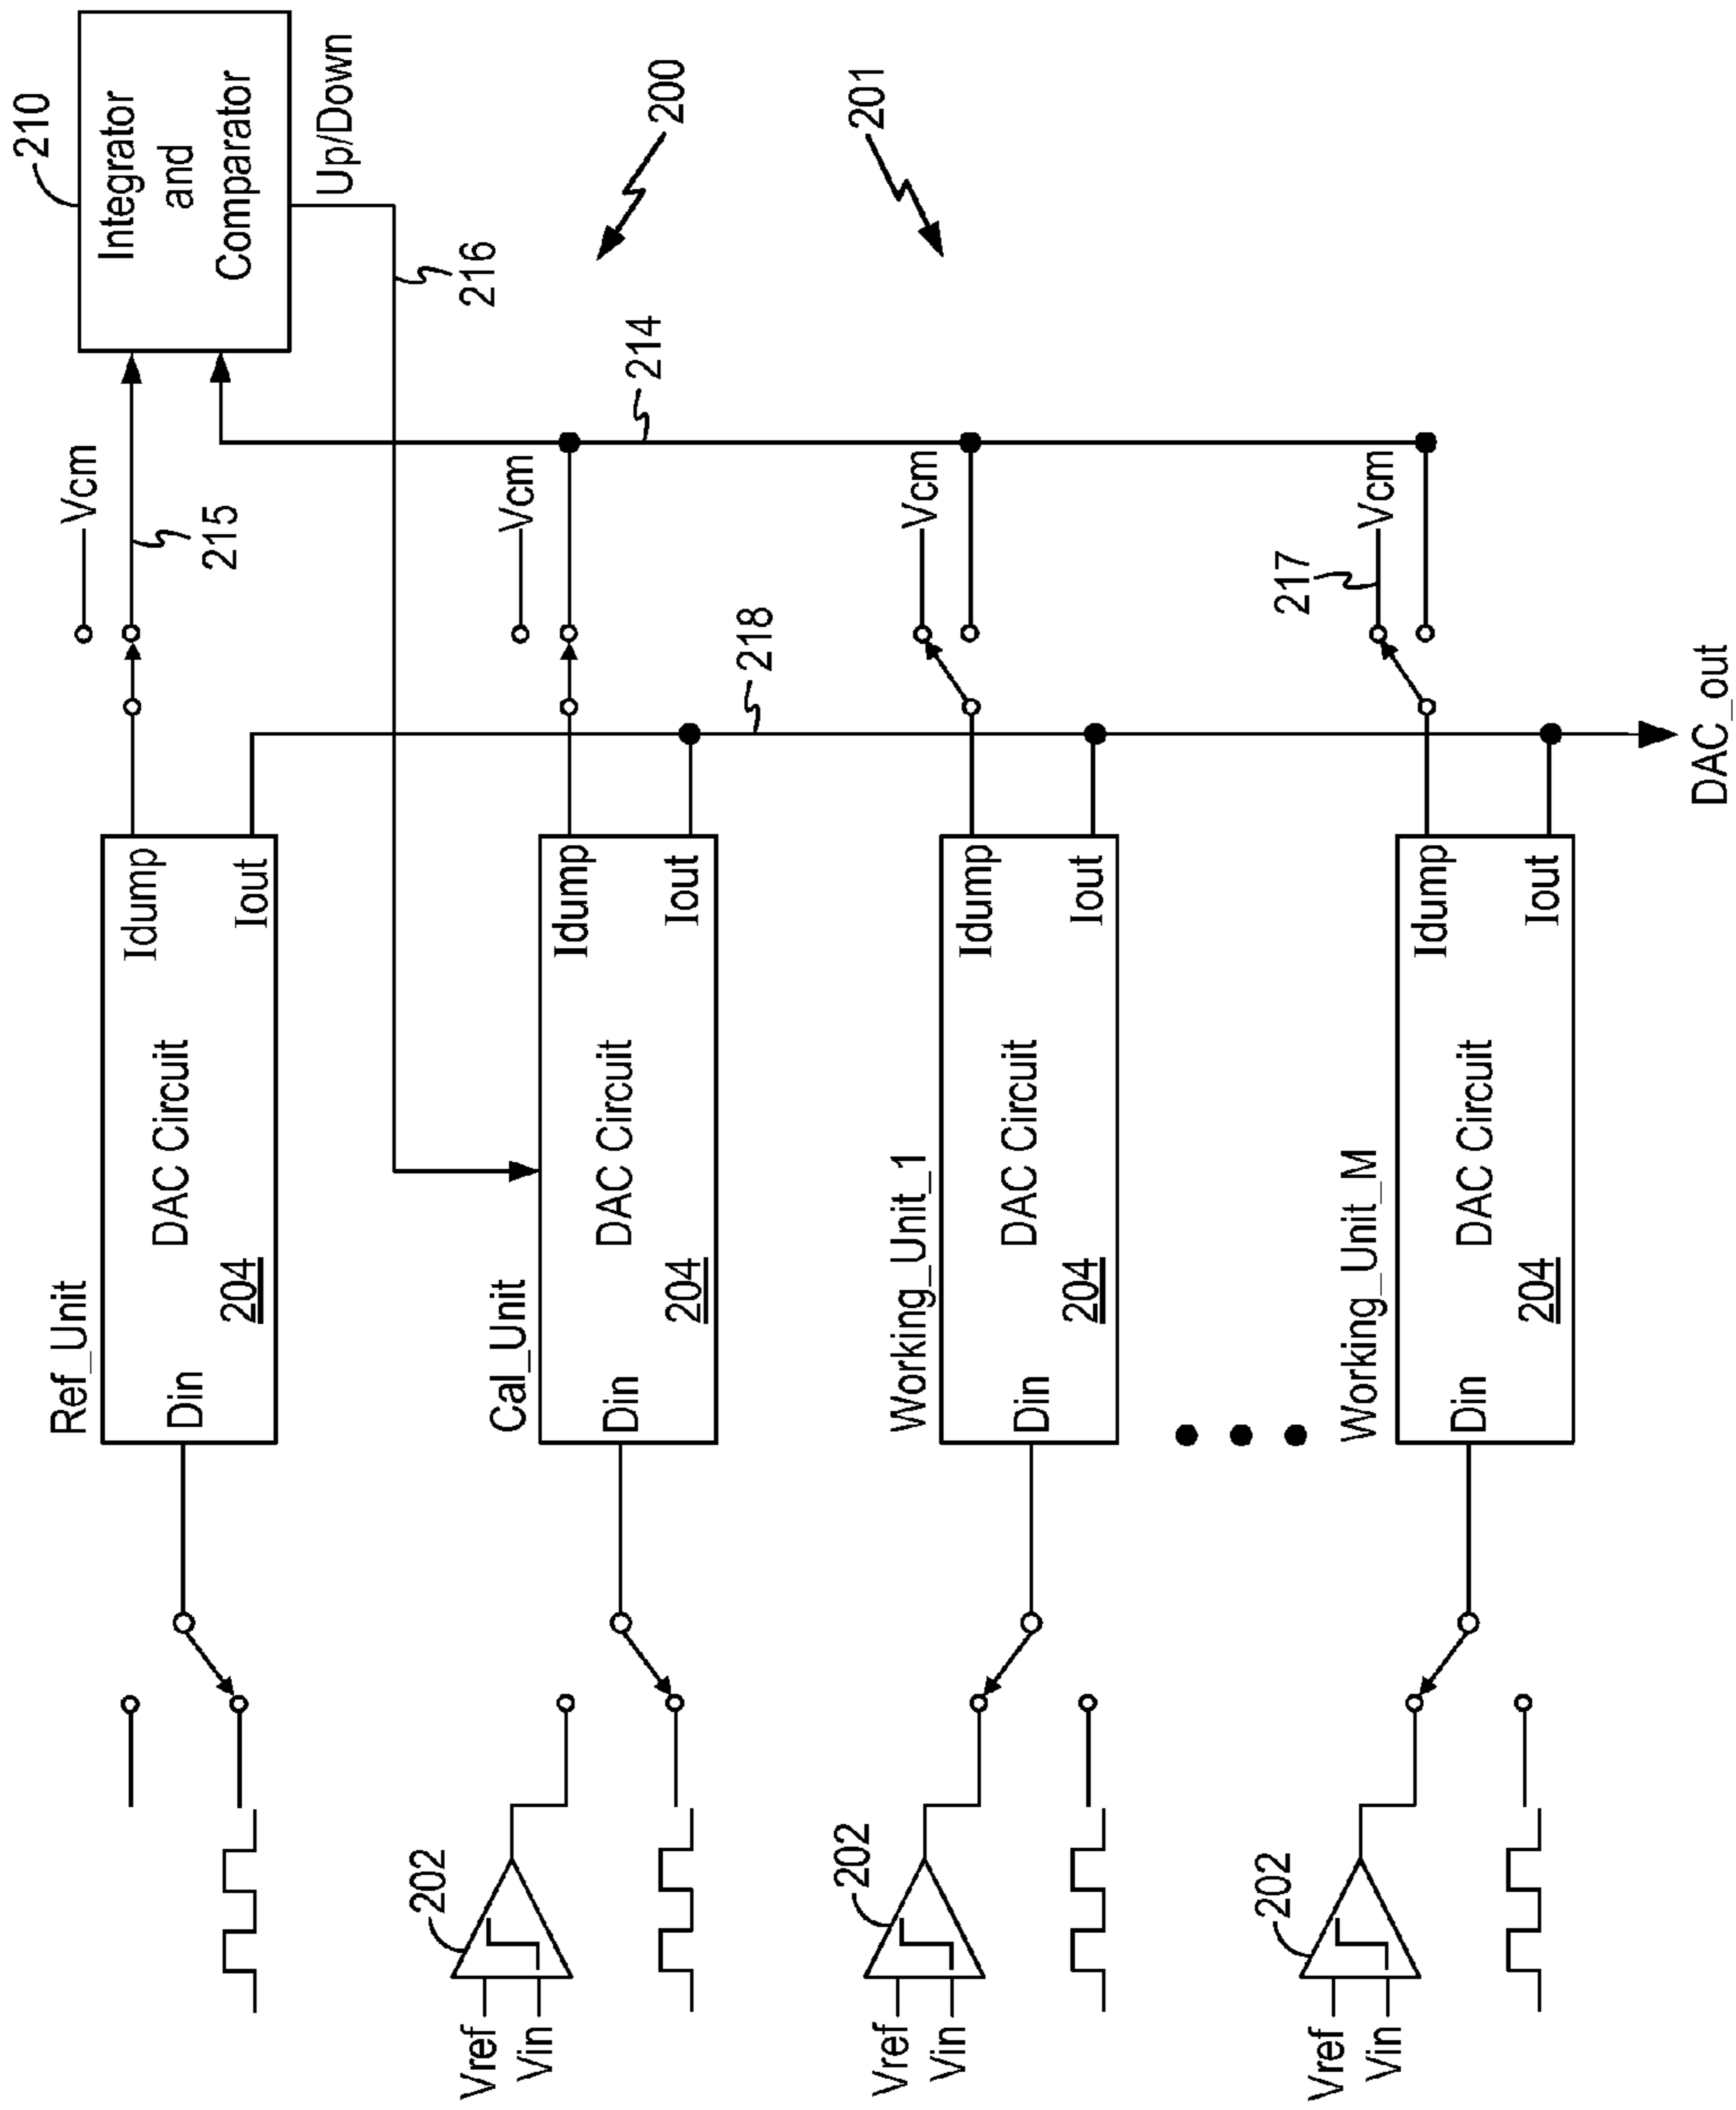 Ref_Unit
Din
DAC Circuit
204
Idump
Iout
Vcm
215
210
Integrator
and
Comparator
Up/Down
216
Vref
Vin
202
Cal_Unit
Din
DAC Circuit
204
Idump
Iout
Vcm
214
200
218
Vref
Vin
202
Working_Unit_1
Din
DAC Circuit
204
Idump
Iout
Vcm
201
Vref
Vin
202
Working_Unit_M
Din
DAC Circuit
204
Idump
Iout
217
Vcm
DAC_out